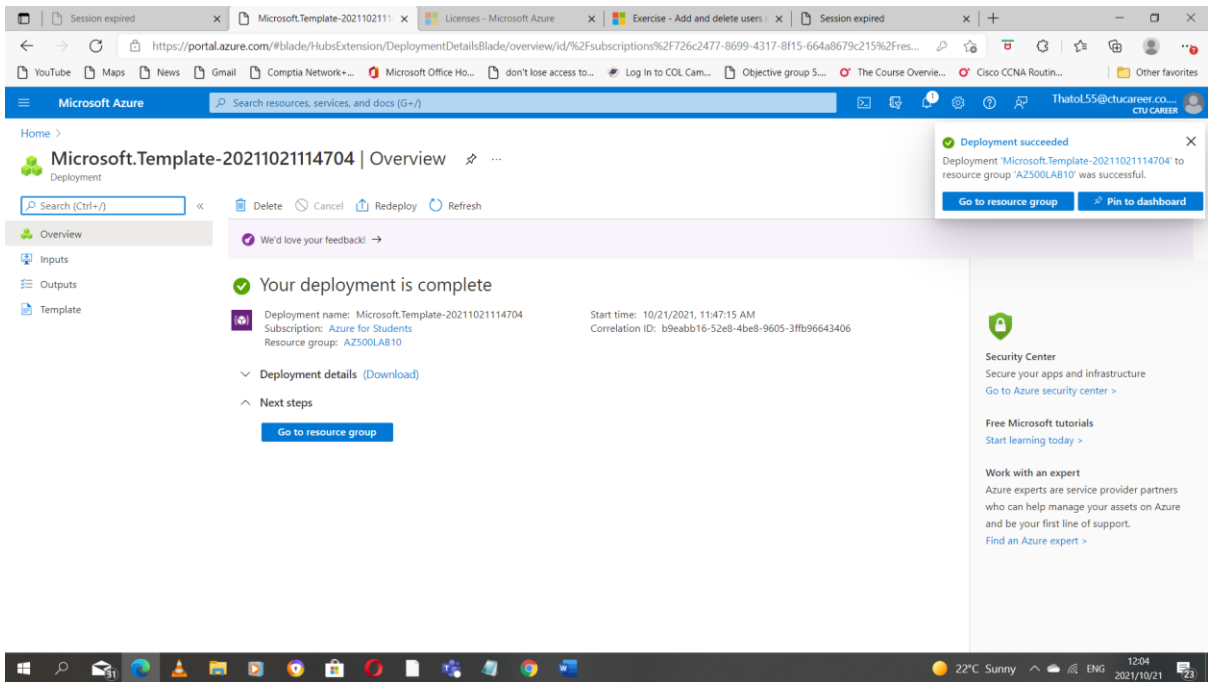 Session expired
Microsoft.Template-202110211
Licenses - Microsoft Azure
Exercise - Add and delete users
Session expired
https://portal.azure.com/#blade/HubsExtension/DeploymentDetailsBlade/overview/id/%2Fsubscriptions%2F726c2477-8699-4317-8f15-664a8679c215%2Fres...
YouTube Maps News Gmail Comptia Network+... Microsoft Office Ho... don't lose access to... Log In to COL Cam... Objective group 5.... The Course Overvie... Cisco CCNA Routin... Other favorites
Microsoft Azure
Search resources, services, and docs (G+/)
1
ThatoL55@ctucareer.co....
CTU CAREER
Home >
Microsoft.Template-20211021114704 | Overview
Deployment
Deployment succeeded
Deployment 'Microsoft.Template-20211021114704' to
resource group 'AZ500LAB10' was successful.
Go to resource group
Pin to dashboard
Search (Ctrl+/)
«
Delete Cancel Redeploy Refresh
Overview
Inputs
Outputs
Template
We'd love your feedback! →
Your deployment is complete
Deployment name: Microsoft.Template-20211021114704
Subscription: Azure for Students
Resource group: AZ500LAB10
Start time: 10/21/2021, 11:47:15 AM
Correlation ID: b9eabb16-52e8-4be8-9605-3ffb96643406
Deployment details (Download)
Next steps
Go to resource group
Security Center
Secure your apps and infrastructure
Go to Azure security center >
Free Microsoft tutorials
Start learning today >
Work with an expert
Azure experts are service provider partners
who can help manage your assets on Azure
and be your first line of support.
Find an Azure expert >
31
22°C Sunny
ENG
12:04
2021/10/21
23